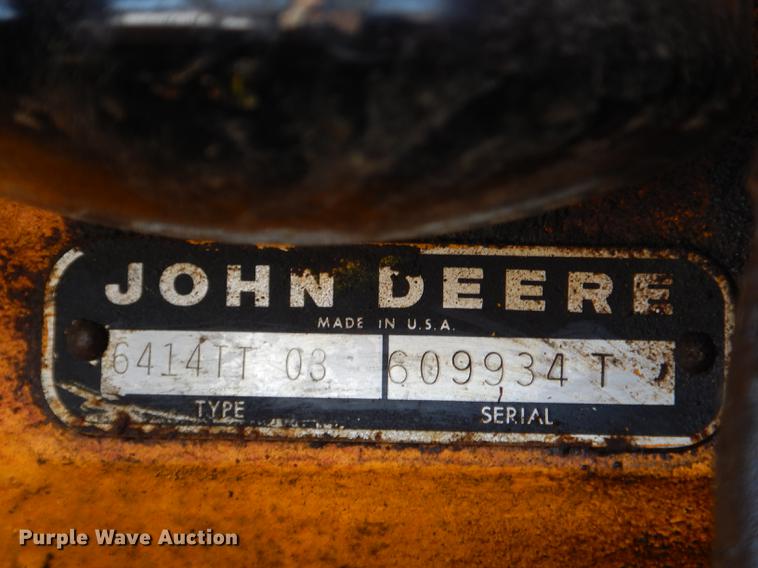 JOHN DEERE
MADE IN U.S.A.
6414TT 03 609934 T
TYPE SERIAL
Purple Wave Auction